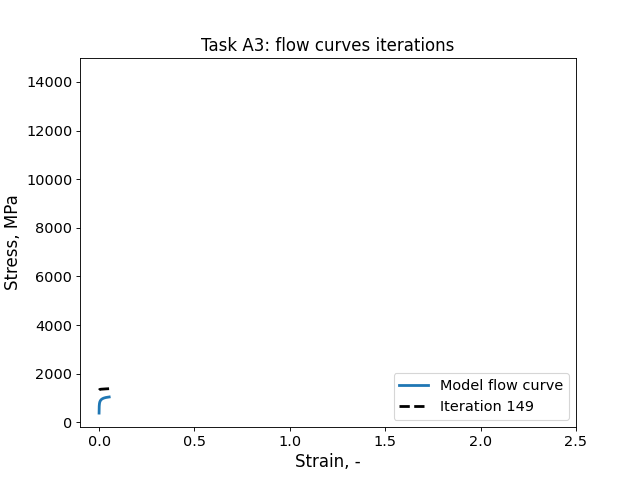 Task A3: flow curves iterations
Stress, MPa
14000
12000
10000
8000
6000
4000
2000
0
Model flow curve
Iteration 149
0.0 0.5 1.0 1.5 2.0 2.5
Strain, -